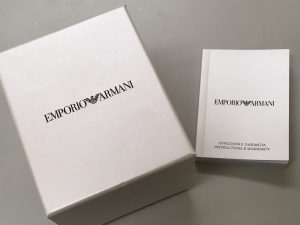 EMPORIO ARMANI
EMPORIO ARMANI
ISTRUZIONI E GARANZIA
INSTRUCTIONS & WARRANTY